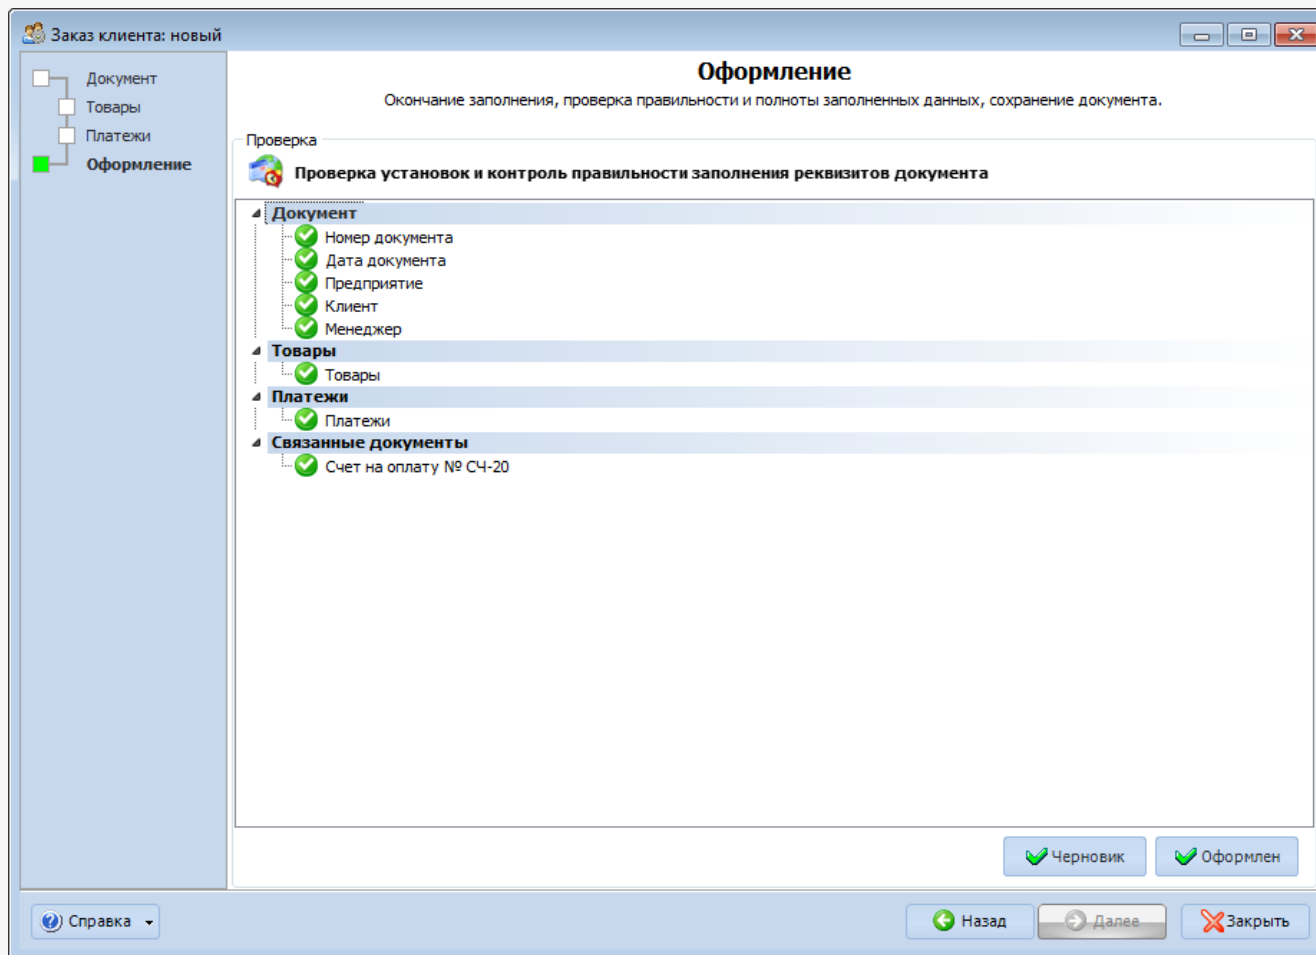 Заказ клиента: новый
Документ
Товары
Платежи
Оформление
Оформление
Окончание заполнения, проверка правильности и полноты заполненных данных, сохранение документа.
Проверка
Проверка установок и контроль правильности заполнения реквизитов документа
Документ
Номер документа
Дата документа
Предприятие
Клиент
Менеджер
Товары
Товары
Платежи
Платежи
Связанные документы
Счет на оплату № СЧ-20
Черновик
Оформлен
Справка
Назад
Далее
Закрыть